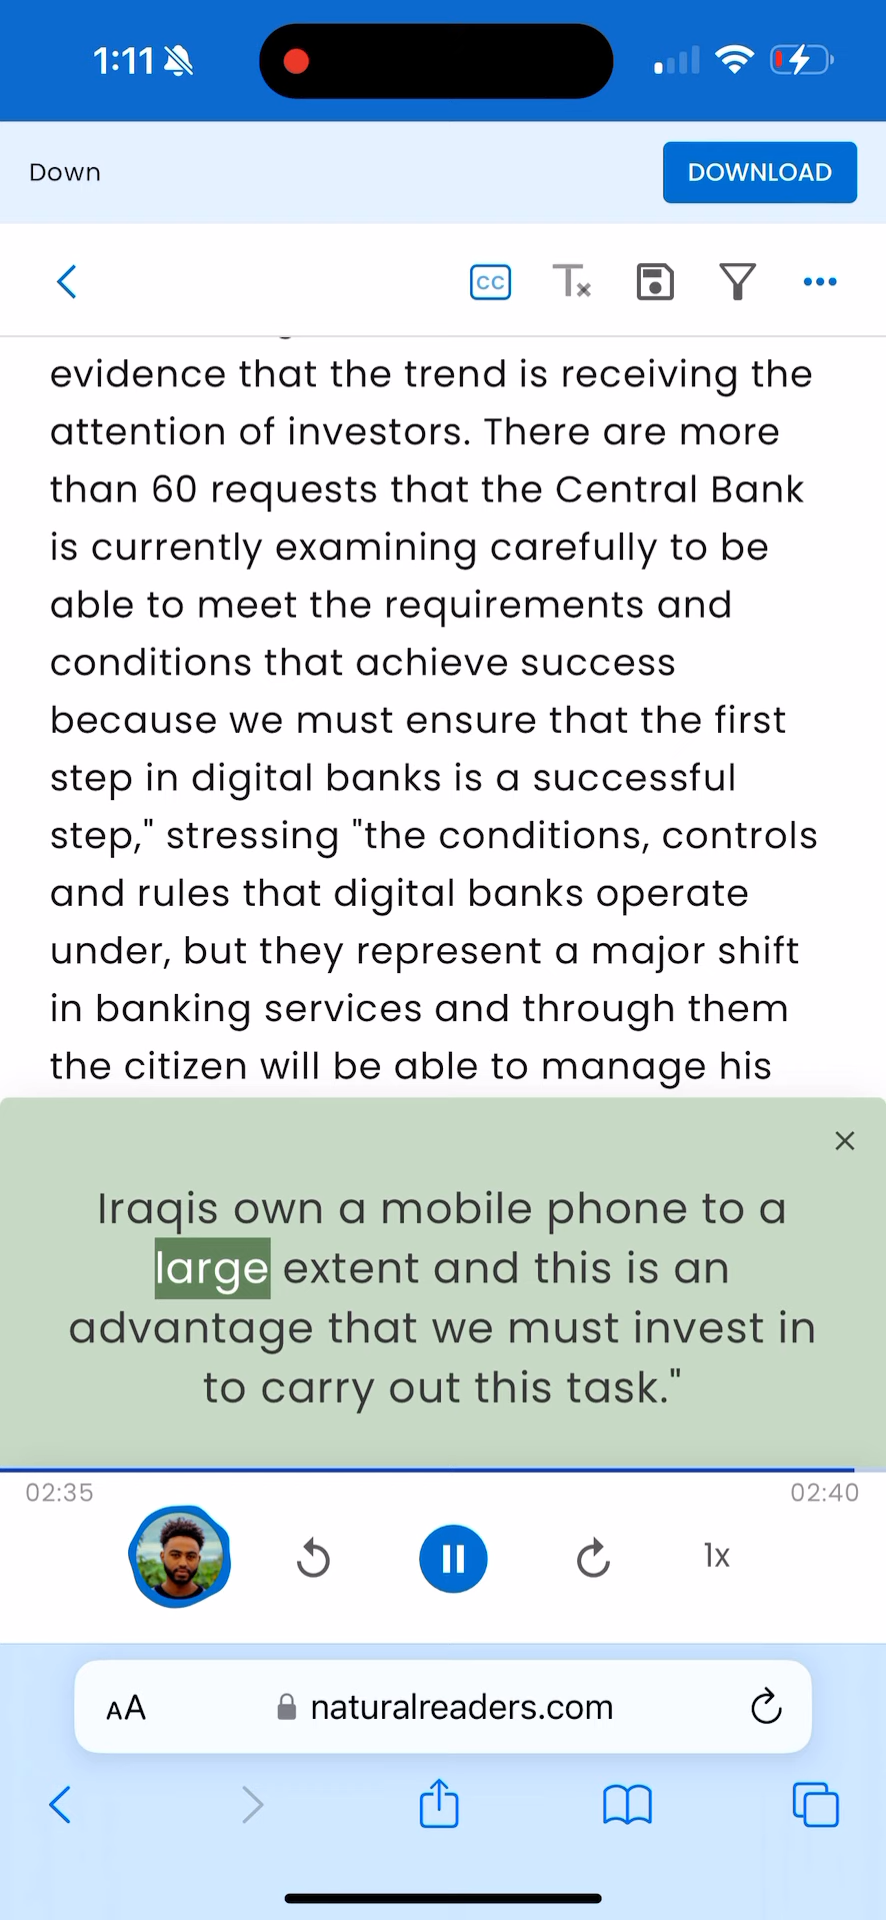 1:11
Down
DOWNLOAD
CC
Tx
evidence that the trend is receiving the
attention of investors. There are more
than 60 requests that the Central Bank
is currently examining carefully to be
able to meet the requirements and
conditions that achieve success
because we must ensure that the first
step in digital banks is a successful
step," stressing "the conditions, controls
and rules that digital banks operate
under, but they represent a major shift
in banking services and through them
the citizen will be able to manage his
Iraqis own a mobile phone to a
large extent and this is an
advantage that we must invest in
to carry out this task."
02:35
02:40
1x
AA
naturalreaders.com